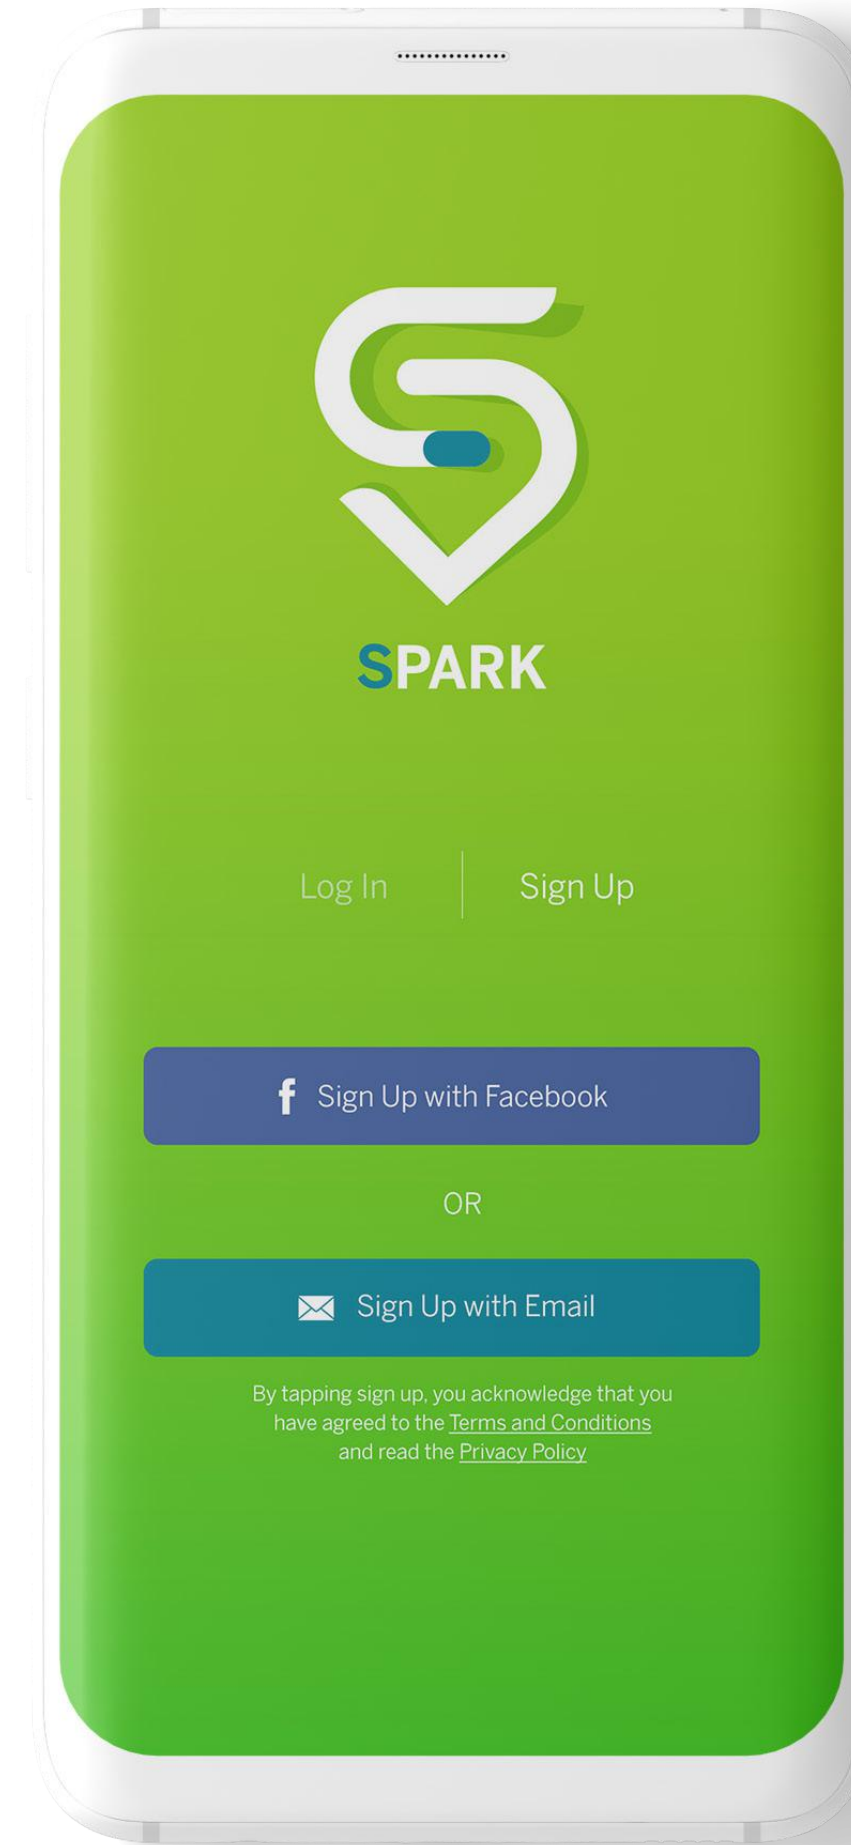 SPARK
Log In
Sign Up
f Sign Up with Facebook
OR
Sign Up with Email
By tapping sign up, you acknowledge that you
have agreed to the Terms and Conditions
and read the Privacy Policy